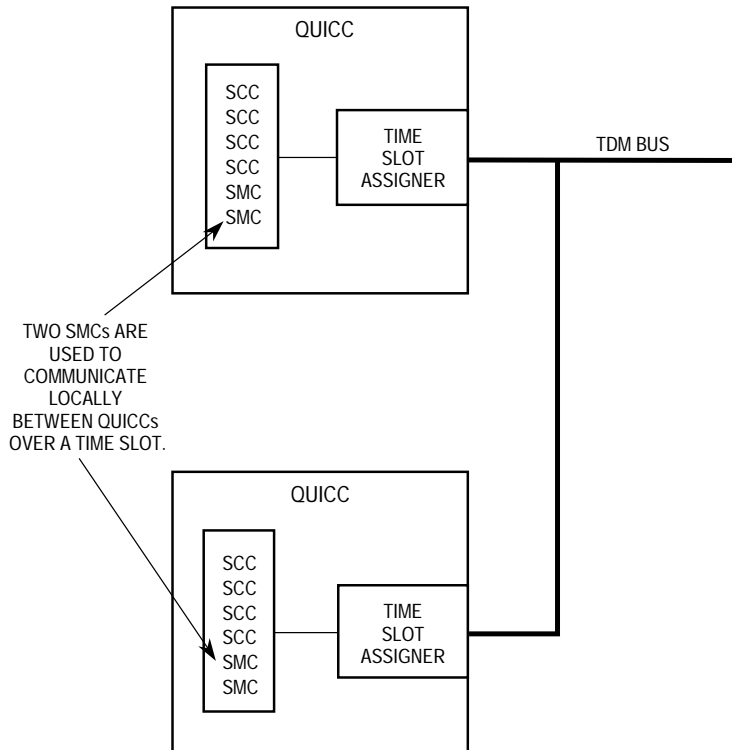 QUICC
SCC
SCC
SCC
SCC
SMC
SMC
TIME
SLOT
ASSIGNER
TDM BUS
TWO SMCs ARE
USED TO
COMMUNICATE
LOCALLY
BETWEEN QUICCs
OVER A TIME SLOT.
QUICC
SCC
SCC
SCC
SCC
SMC
SMC
TIME
SLOT
ASSIGNER